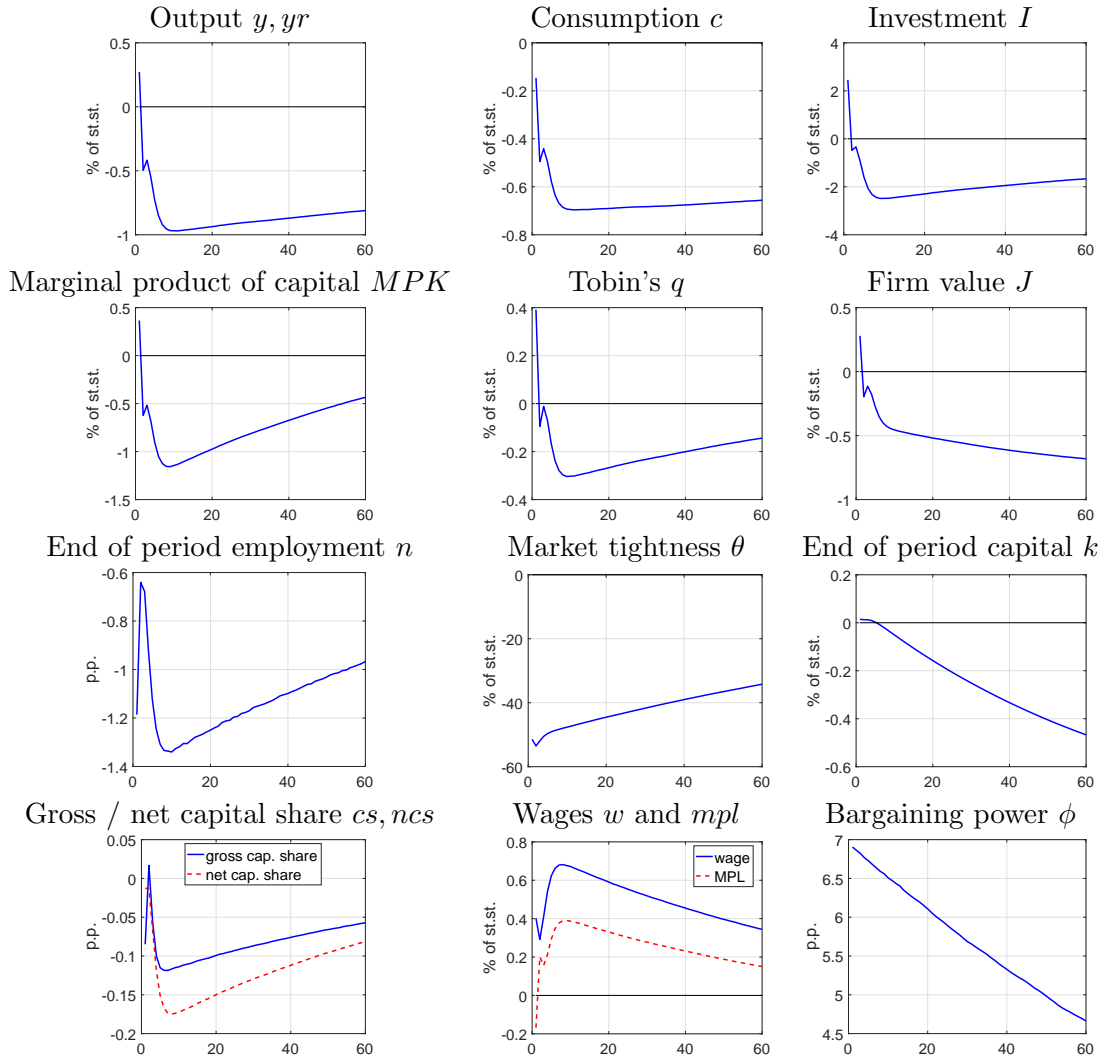 Output y, yr
Consumption c
Investment I
0.5
0
-0.5
-1
% of st.st.
0 20 40 60
0
-0.2
-0.4
-0.6
-0.8
% of st.st.
0 20 40 60
4
2
0
-2
-4
% of st.st.
0 20 40 60
Marginal product of capital MPK
Tobin's q
Firm value J
0.5
0
-0.5
-1
-1.5
% of st.st.
0 20 40 60
0.4
0.2
0
-0.2
-0.4
% of st.st.
0 20 40 60
0.5
0
-0.5
-1
% of st.st.
0 20 40 60
End of period employment n
Market tightness θ
End of period capital k
-0.6
-0.8
-1
-1.2
-1.4
p.p.
0 20 40 60
0
-20
-40
-60
% of st.st.
0 20 40 60
0.2
0
-0.2
-0.4
-0.6
% of st.st.
0 20 40 60
Gross / net capital share cs, ncs
Wages w and mpl
Bargaining power ϕ
0.05
0
-0.05
-0.1
-0.15
-0.2
p.p.
gross cap. share
net cap. share
0 20 40 60
0.8
0.6
0.4
0.2
0
-0.2
% of st.st.
wage
MPL
0 20 40 60
7
6.5
6
5.5
5
4.5
p.p.
0 20 40 60